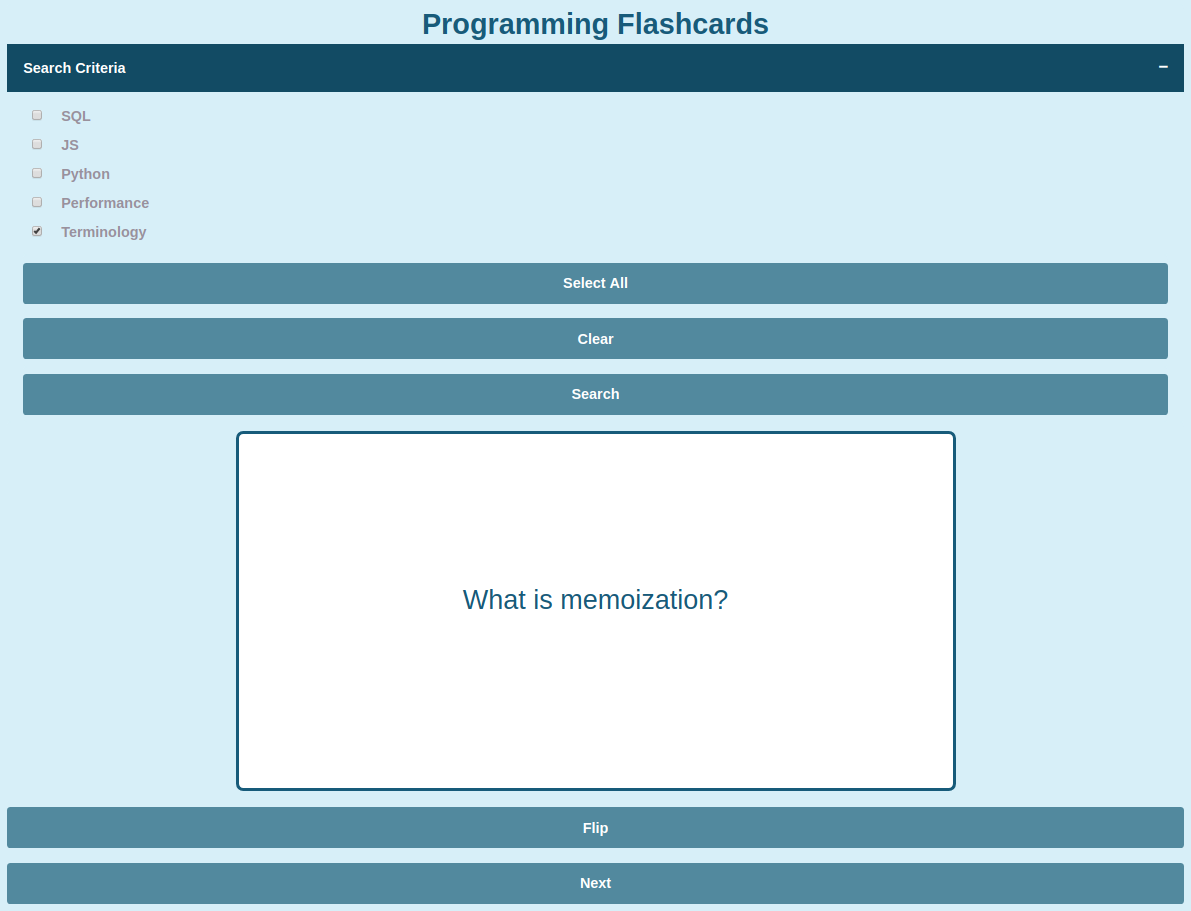 Programming Flashcards
Search Criteria −
SQL
JS
Python
Performance
Terminology
Select All
Clear
Search
What is memoization?
Flip
Next